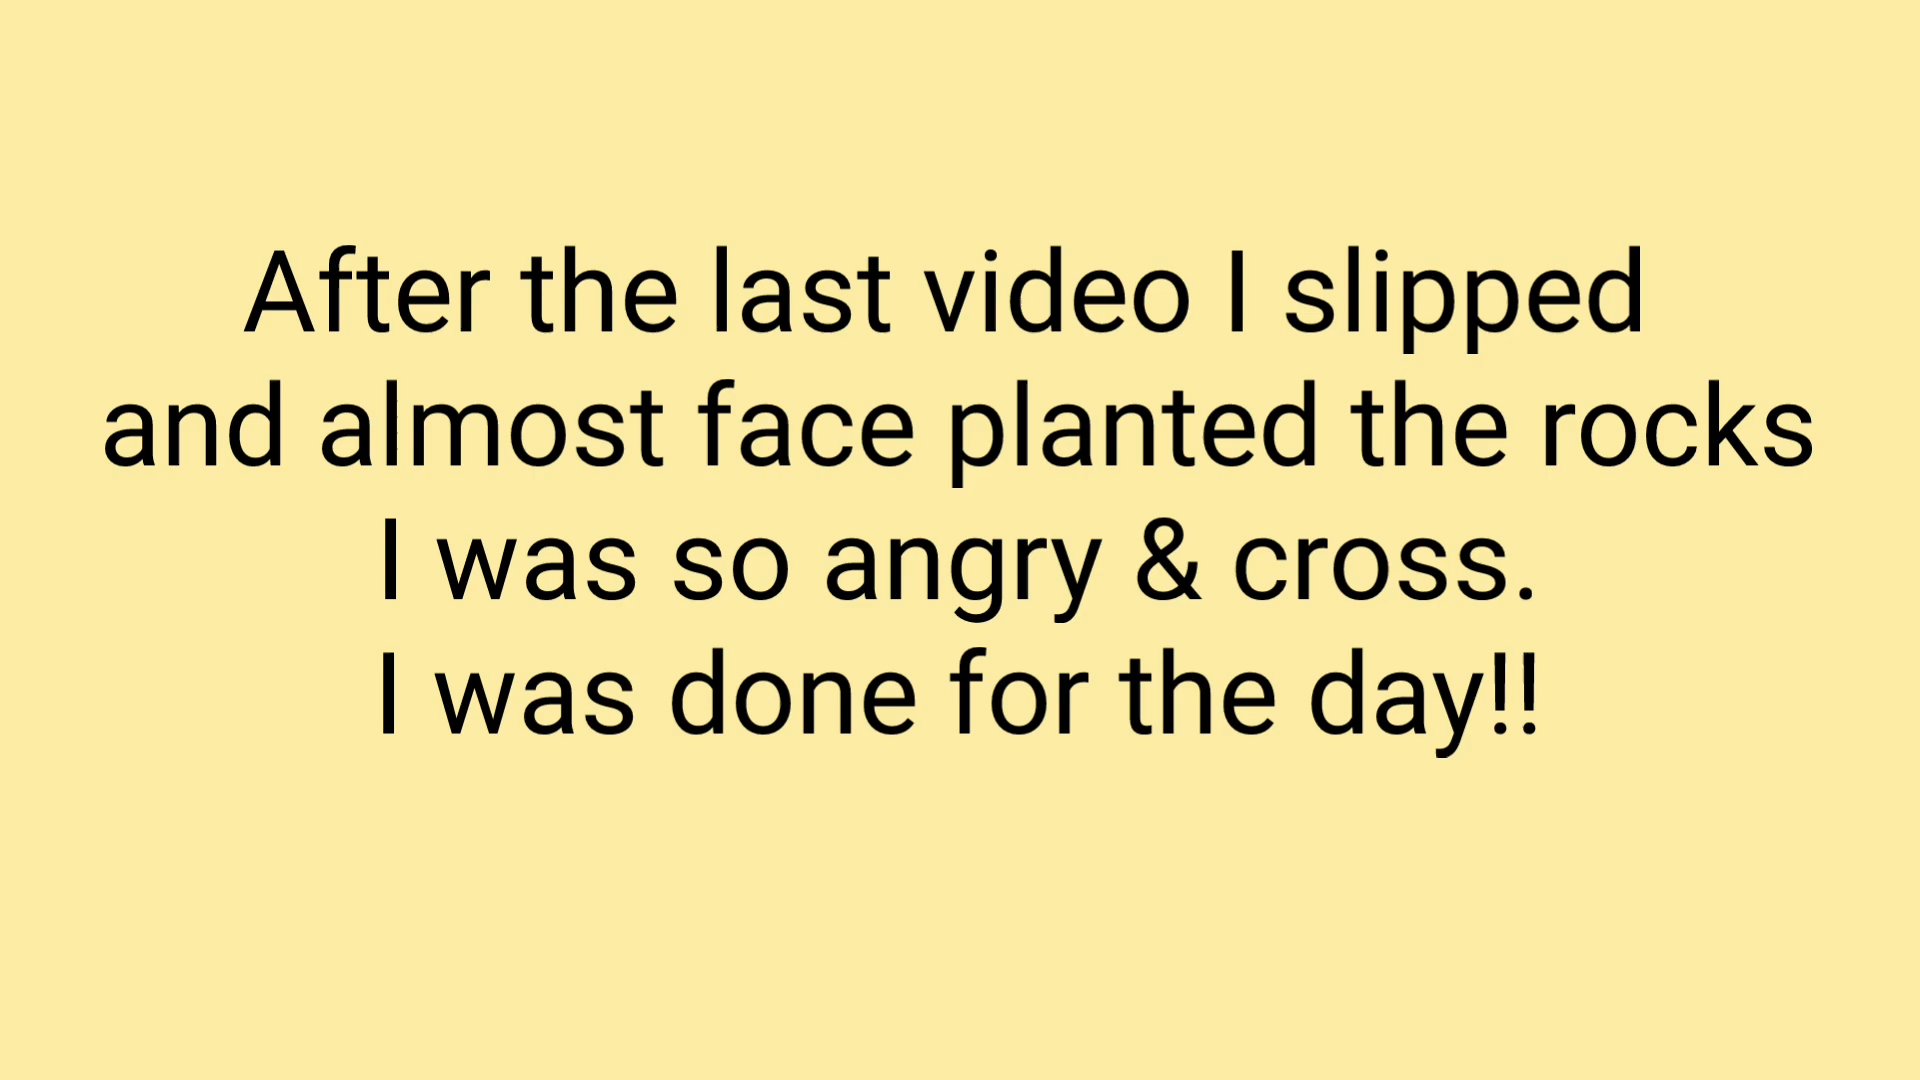 After the last video I slipped
and almost face planted the rocks
I was so angry & cross.
I was done for the day!!